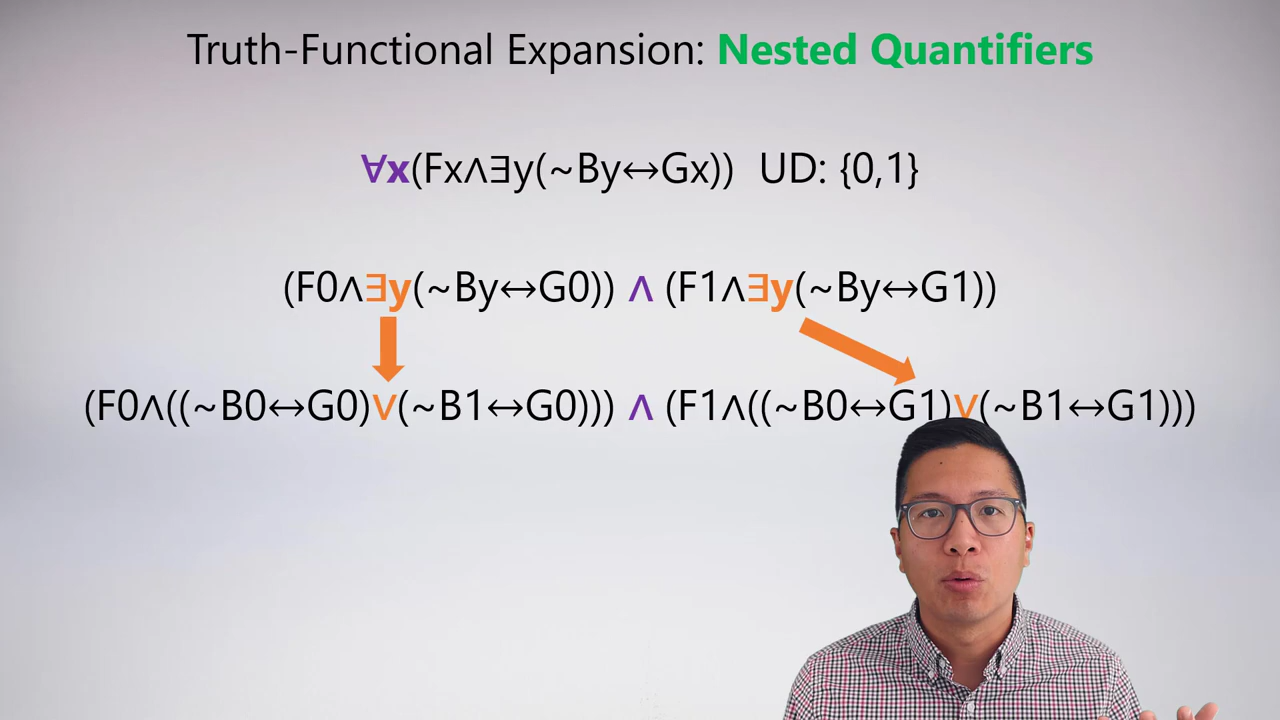 Truth-Functional Expansion: Nested Quantifiers
∀x(Fx∧∃y(~By↔Gx)) UD: {0,1}
(F0∧∃y(~By↔G0)) ∧ (F1∧∃y(~By↔G1))
(F0∧((~B0↔G0)∨(~B1↔G0))) ∧ (F1∧((~B0↔G1)∨(~B1↔G1)))